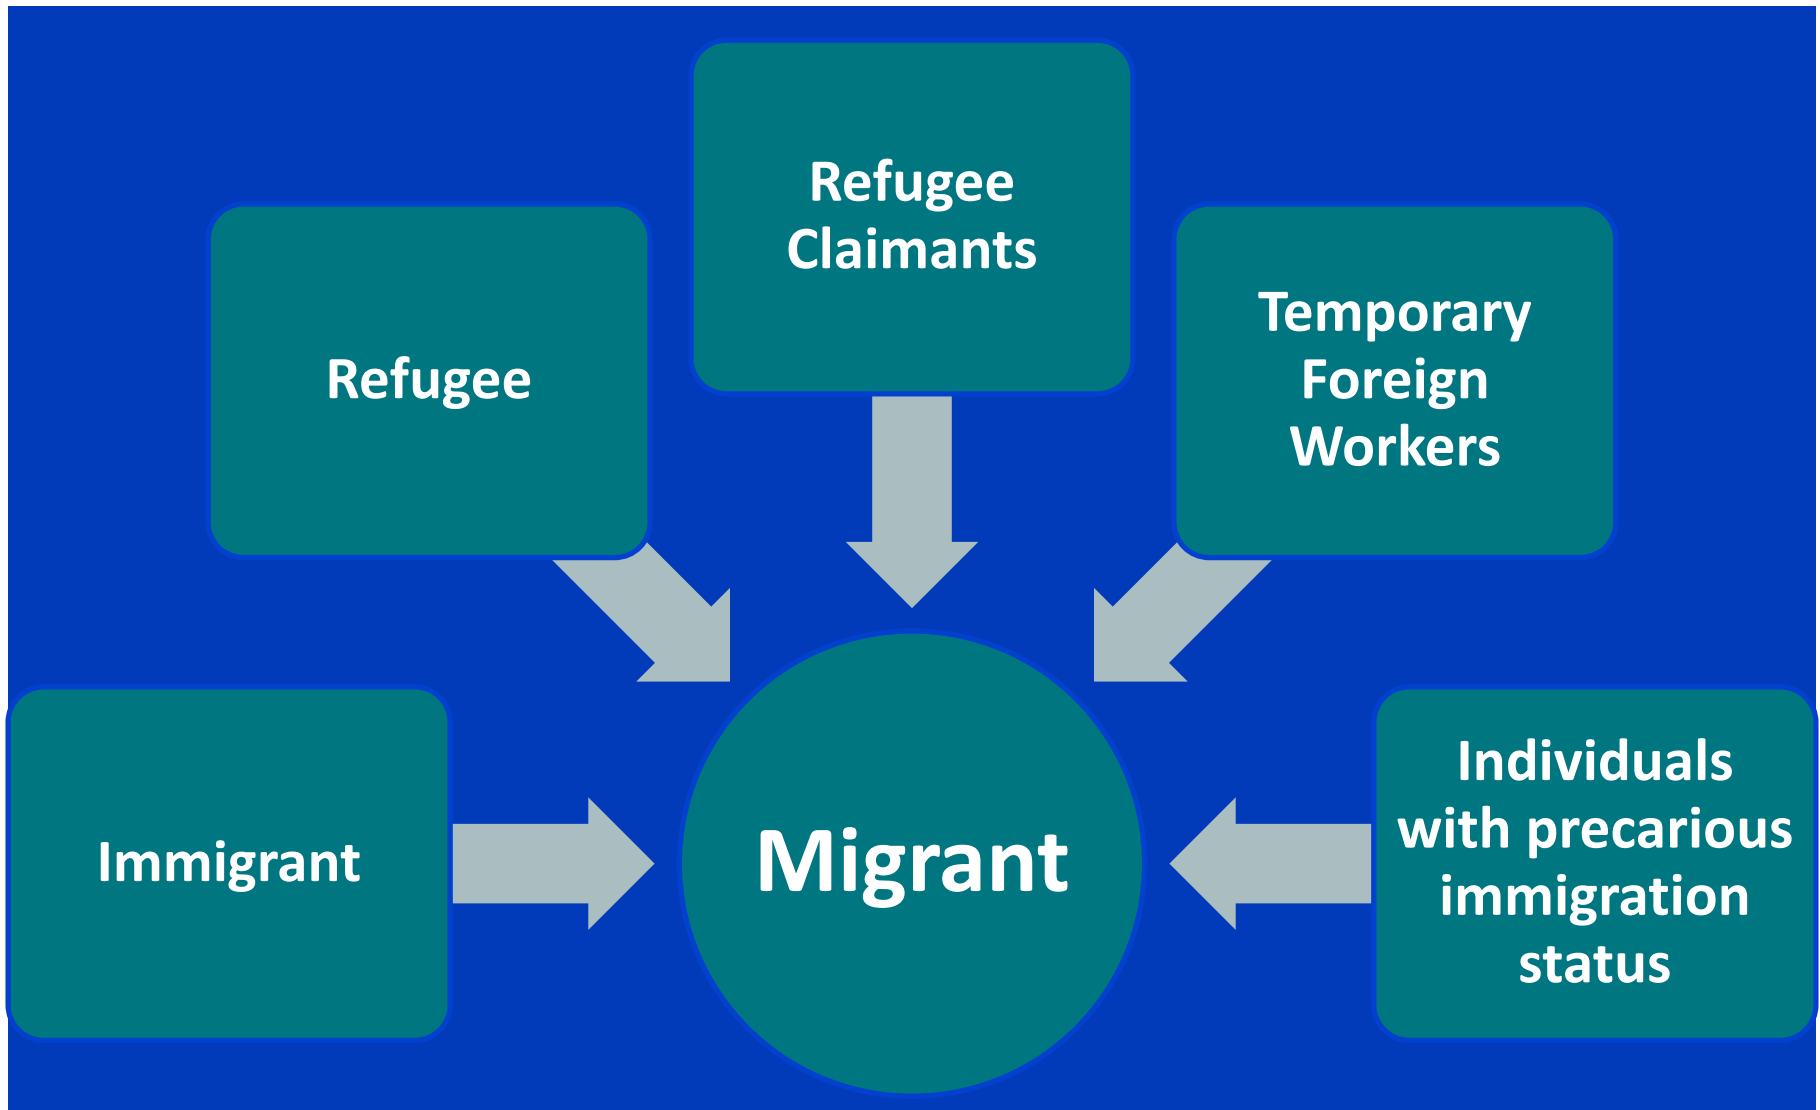 Refugee
Claimants
Refugee
Temporary
Foreign
Workers
Immigrant
Migrant
Individuals
with precarious
immigration
status